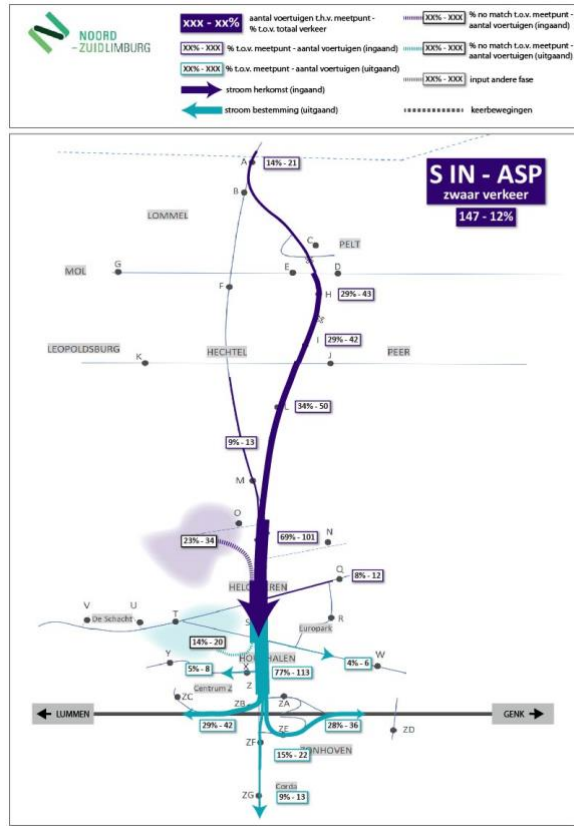 NOORD
-ZUIDLIMBURG
xxx - xx%
aantal voertuigen t.h.v. meetpunt -
% t.o.v. totaal verkeer
XX% - XXX
% t.o.v. meetpunt - aantal voertuigen (ingaand)
XX% - XXX
% t.o.v. meetpunt - aantal voertuigen (uitgaand)
stroom herkomst (ingaand)
stroom bestemming (uitgaand)
XX% - XXX
% no match t.o.v. meetpunt -
aantal voertuigen (ingaand)
XX% - XXX
% no match t.o.v. meetpunt -
aantal voertuigen (uitgaand)
XX% - XXX
input andere fase
keerbewegingen
S IN - ASP
zwaar verkeer
147 - 12%
A
14% - 21
B
LOMMEL
C
PELT
MOL
G
E
D
F
H
29% - 43
I
29% - 42
LEOPOLDSBURG
HECHTEL
PEER
K
J
L
34% - 50
9% - 13
M
O
N
23% - 34
69% - 101
Q
8% - 12
V
U
T
De Schacht
S
R
Europark
14% - 20
Y
5% - 8
X
77% - 113
4% - 6
W
Centrum Z
Z
ZC
ZB
ZA
LUMMEN
GENK
29% - 42
28% - 36
ZE
ZD
ZF
15% - 22
Corda
ZG
9% - 13